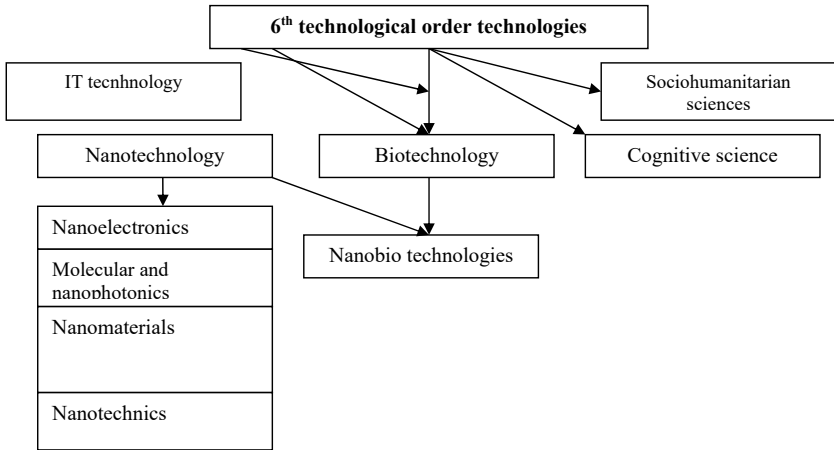 6th technological order technologies
IT tecnhnology
Sociohumanitarian
sciences
Nanotechnology
Biotechnology
Cognitive science
Nanoelectronics
Nanobio technologies
Molecular and
nanophotonics
Nanomaterials
Nanotechnics